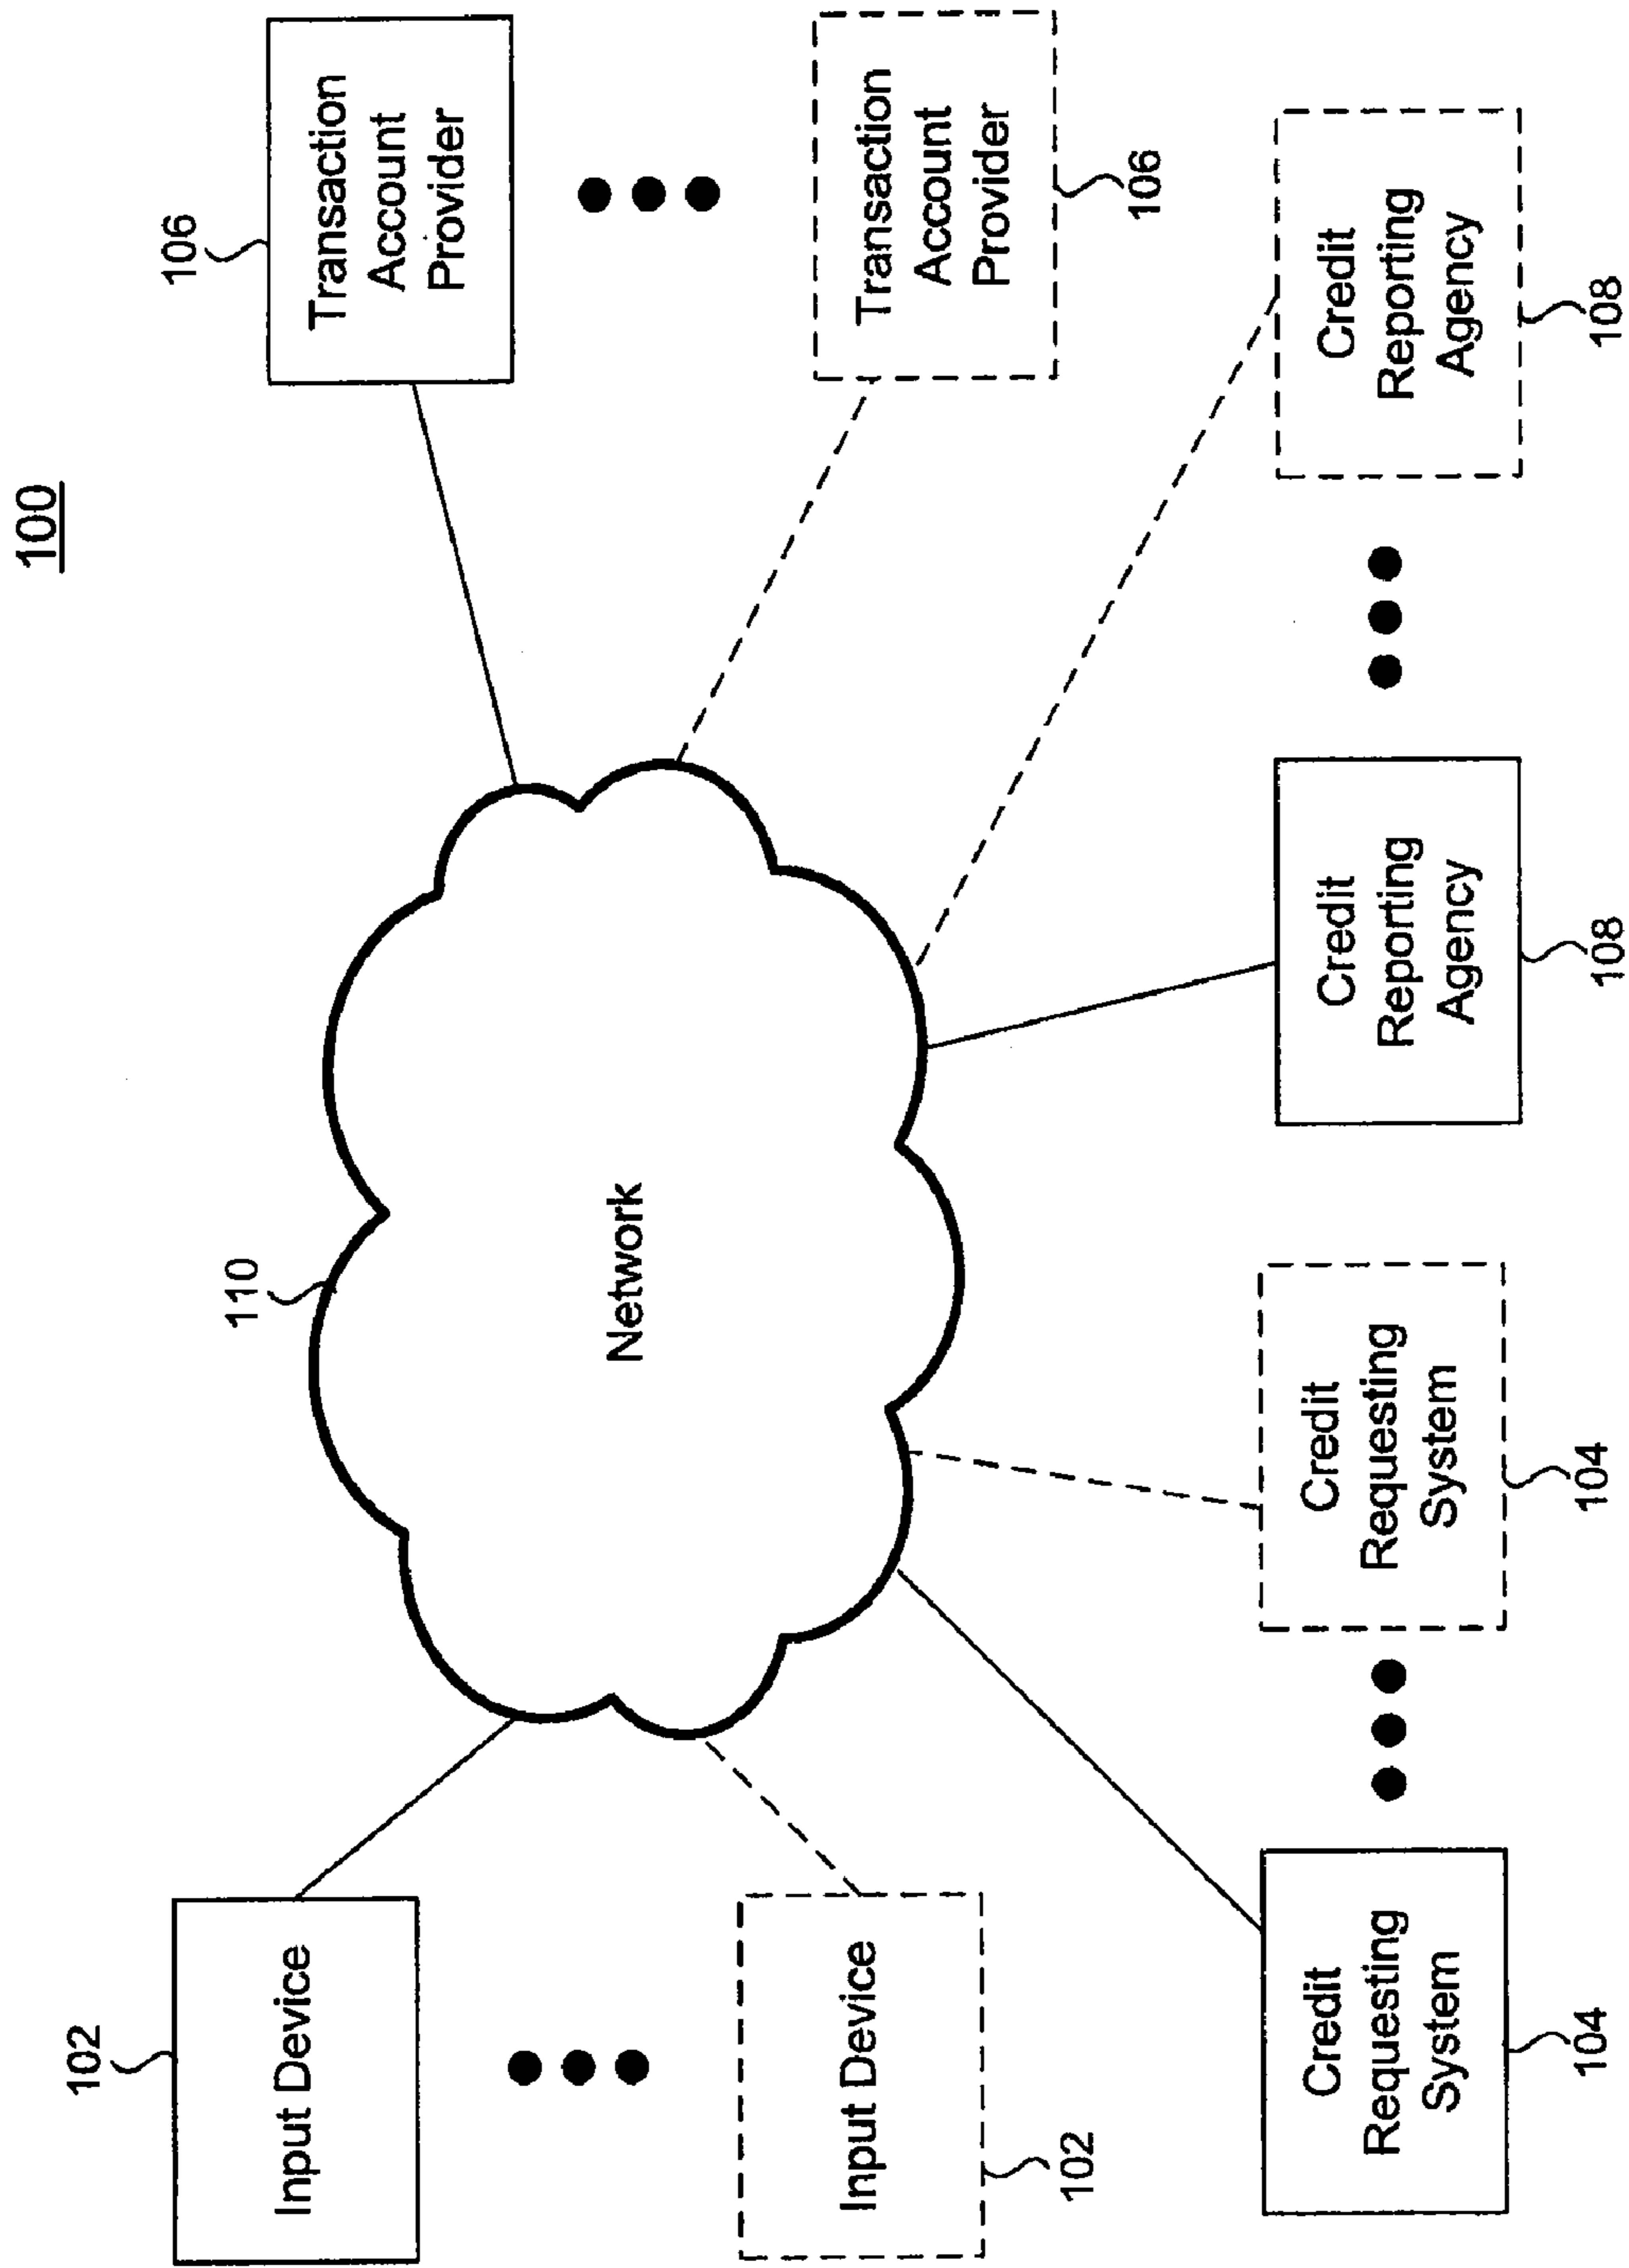 100
106
Transaction
Account
Provider
Transaction
Account
Provider
106
102
Input Device
Input Device
102
110
Network
Credit
Requesting
System
104
Credit
Requesting
System
104
Credit
Reporting
Agency
108
Credit
Reporting
Agency
108